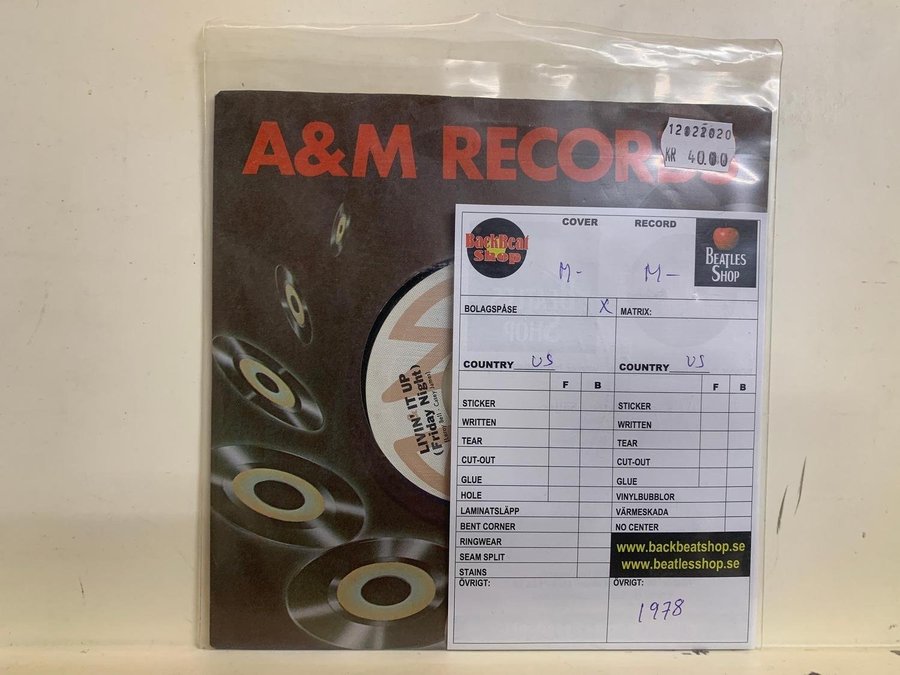 A&M RECORDS
12022020
KR 40.00
BackBeat
Shop
COVER
RECORD
BEATLES
SHOP
M-
M-
BOLAGSPÅSE X
MATRIX:
COUNTRY US
COUNTRY US
F B
F B
STICKER
STICKER
WRITTEN
WRITTEN
TEAR
TEAR
CUT-OUT
CUT-OUT
GLUE
GLUE
HOLE
VINYLBUBBLOR
LAMINATSLÄPP
VÄRMESKADA
BENT CORNER
NO CENTER
RINGWEAR
SEAM SPLIT
STAINS
www.backbeatshop.se
www.beatlesshop.se
ÖVRIGT:
ÖVRIGT:
1978
LIVIN' IT UP
(Friday Night)